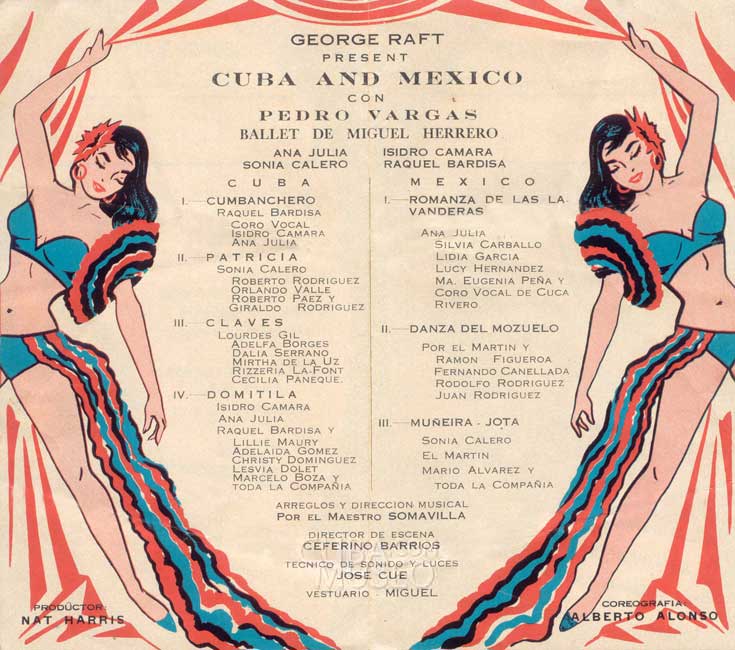 GEORGE RAFT
PRESENT
CUBA AND MEXICO
CON
PEDRO VARGAS
BALLET DE MIGUEL HERRERO
ANA JULIA
SONIA CALERO
ISIDRO CAMARA
RAQUEL BARDISA
CUBA
I.—CUMBANCHERO
RAQUEL BARDISA
CORO VOCAL
ISIDRO CAMARA
ANA JULIA
II.—PATRICIA
SONIA CALERO
ROBERTO RODRIGUEZ
ORLANDO VALLE
ROBERTO PAEZ Y
GIRALDO RODRIGUEZ
III.—CLAVES
LOURDES GIL
ADELFA BORGES
DALIA SERRANO
MIRTHA DE LA UZ
RIZZERIA LA-FONT
CECILIA PANEQUE.
IV.—DOMITILA
ISIDRO CAMARA
ANA JULIA
RAQUEL BARDISA Y
LILLIE MAURY
ADELAIDA GOMEZ
CHRISTY DOMINGUEZ
LESVIA DOLET
MARCELO BOZA Y
TODA LA COMPAÑIA
MEXICO
I.—ROMANZA DE LAS LA-
VANDERAS
ANA JULIA
SILVIA CARBALLO
LIDIA GARCIA
LUCY HERNANDEZ
MA. EUGENIA PEÑA Y
CORO VOCAL DE CUCA
RIVERO
II.—DANZA DEL MOZUELO
POR EL MARTIN Y
RAMON FIGUEROA
FERNANDO CANELLADA
RODOLFO RODRIGUEZ
JUAN RODRIGUEZ
III.—MUÑEIRA - JOTA
SONIA CALERO
EL MARTIN
MARIO ALVAREZ Y
TODA LA COMPAÑIA
ARREGLOS Y DIRECCION MUSICAL
POR EL MAESTRO SOMAVILLA
DIRECTOR DE ESCENA
CEFERINO BARRIOS
TECNICO DE SONIDO Y LUCES
JOSE CUE
VESTUARIO - MIGUEL
PRODUCTOR:
NAT HARRIS
COREOGRAFIA:
ALBERTO ALONSO